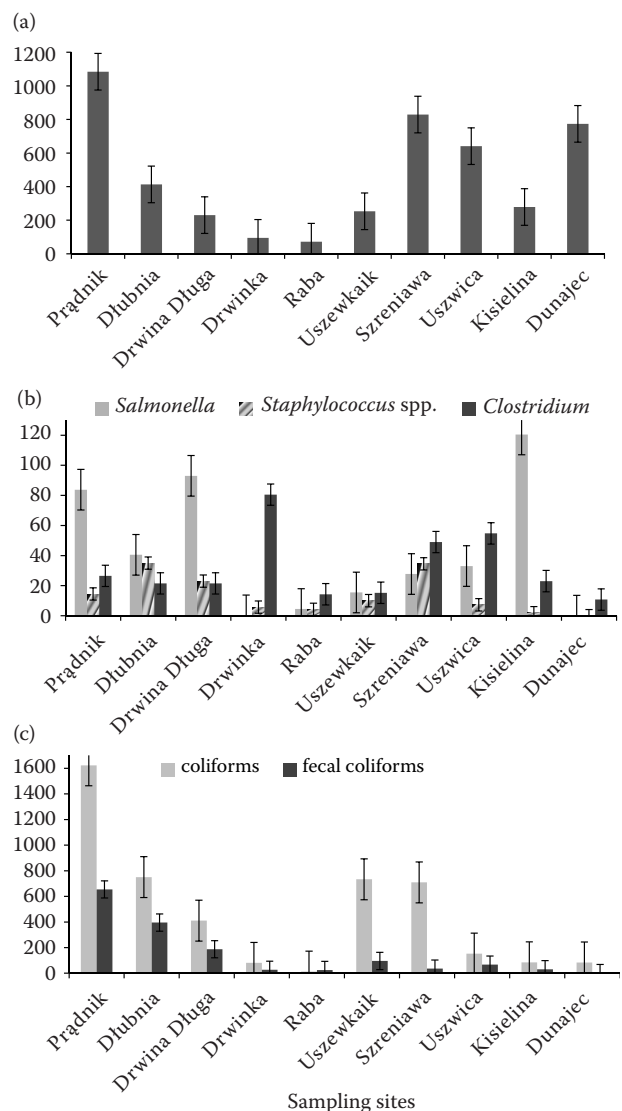 (a)
1200
1000
800
600
400
200
0
Prądnik
Dłubnia
Drwina Długa
Drwinka
Raba
Uszewkaik
Szreniawa
Uszwica
Kisielina
Dunajec
(b)
Salmonella Staphylococcus spp. Clostridium
120
100
80
60
40
20
0
Prądnik
Dłubnia
Drwina Długa
Drwinka
Raba
Uszewkaik
Szreniawa
Uszwica
Kisielina
Dunajec
(c)
1600
coliforms fecal coliforms
1400
1200
1000
800
600
400
200
0
Prądnik
Dłubnia
Drwina Długa
Drwinka
Raba
Uszewkaik
Szreniawa
Uszwica
Kisielina
Dunajec
Sampling sites